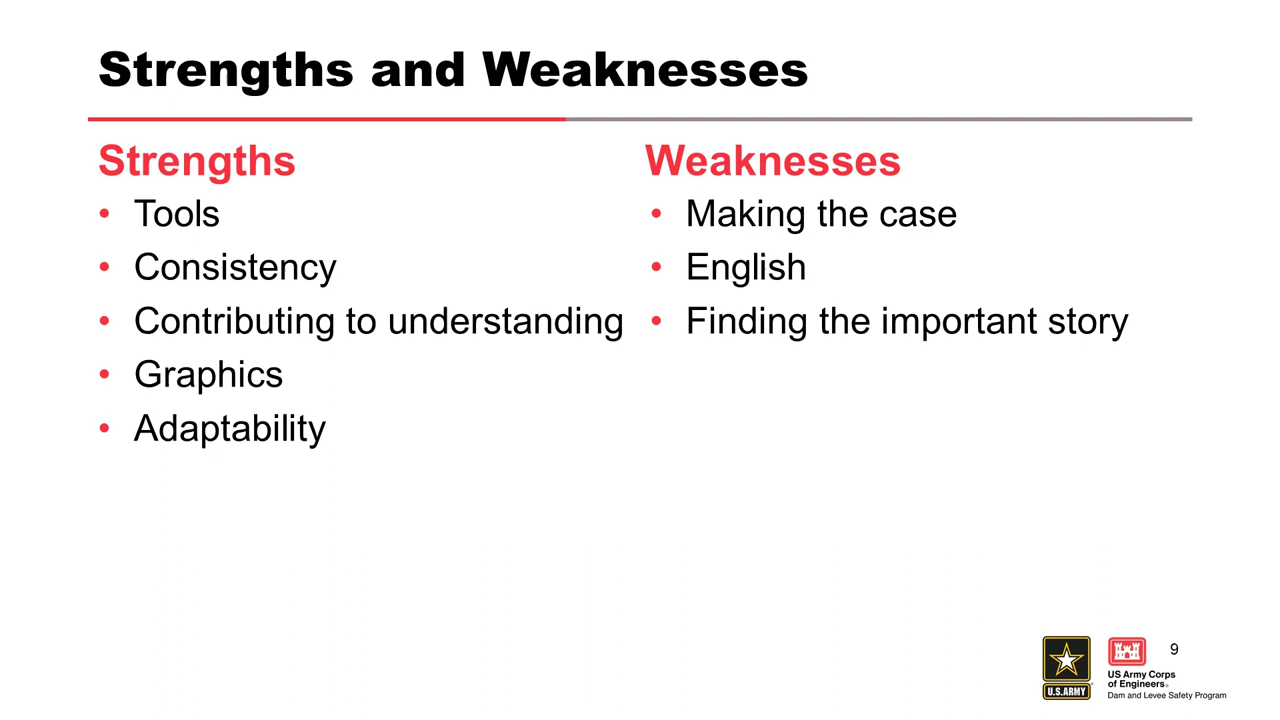 Strengths and Weaknesses
Strengths
• Tools
• Consistency
• Contributing to understanding
• Graphics
• Adaptability
Weaknesses
• Making the case
• English
• Finding the important story
U.S.ARMY
US Army Corps
of Engineers®
Dam and Levee Safety Program
9